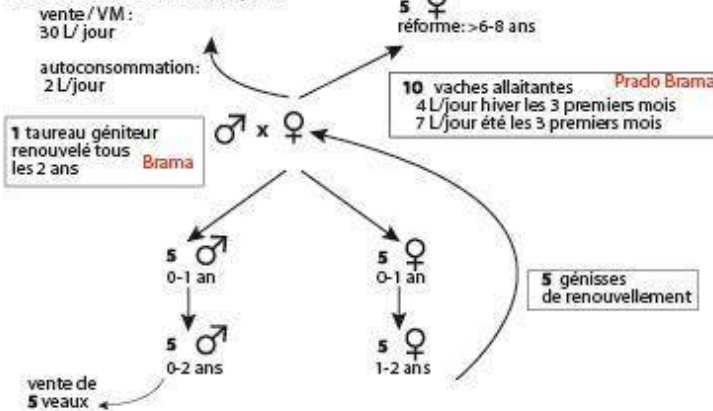 vente / VM :
30 L/ jour
autoconsommation:
2 L/jour
5 ♀
réforme: >6-8 ans
10 vaches allaitantes Prado Brama
4 L/jour hiver les 3 premiers mois
7 L/jour été les 3 premiers mois
1 taureau géniteur
renouvelé tous
les 2 ans Brama
♂ x ♀
5 ♂
0-1 an
5 ♀
0-1 an
5 génisses
de renouvellement
5 ♂
0-2 ans
5 ♀
1-2 ans
vente de
5 veaux